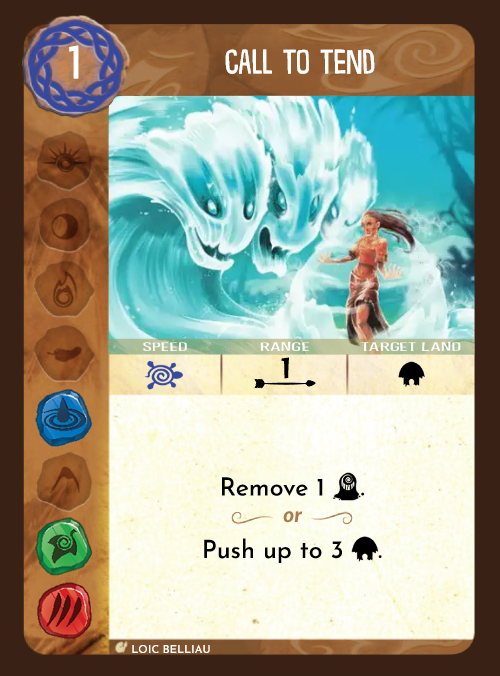 1
CALL TO TEND
SPEED RANGE TARGET LAND
1
Remove 1 .
or
Push up to 3 .
LOIC BELLIAU